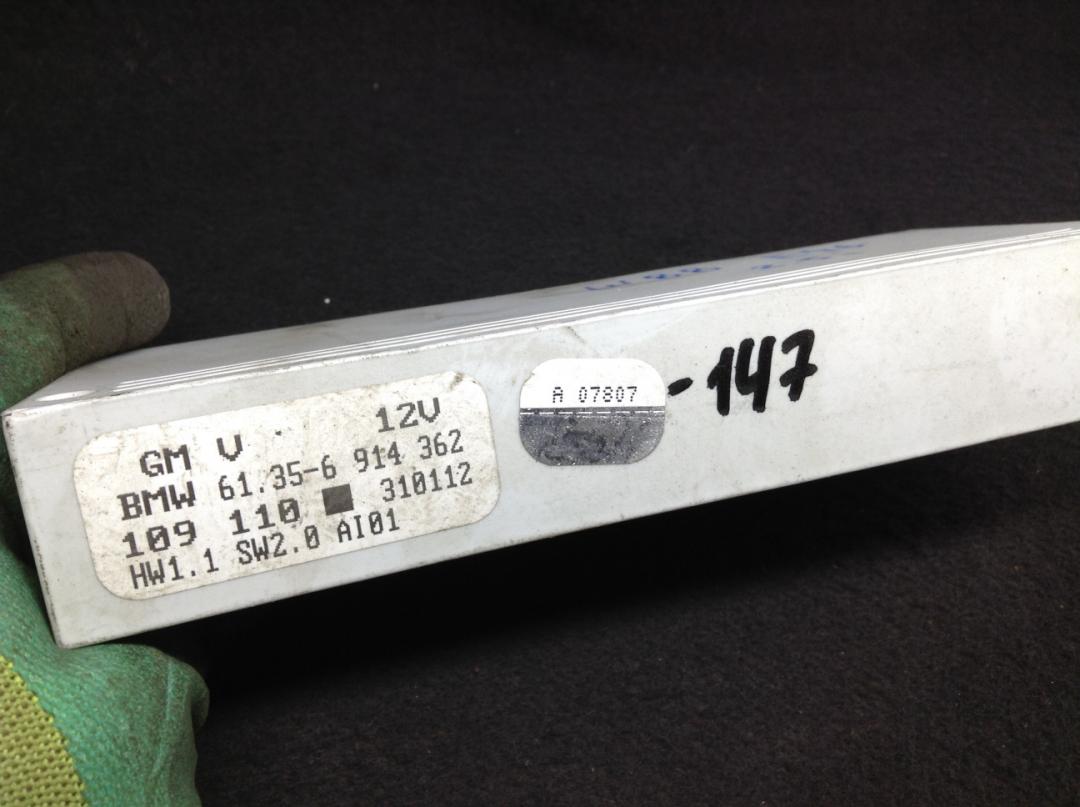 GM V 12V
BMW 61.35-6 914 362
109 110 310112
HW1.1 SW2.0 AI01
A 07807
-147